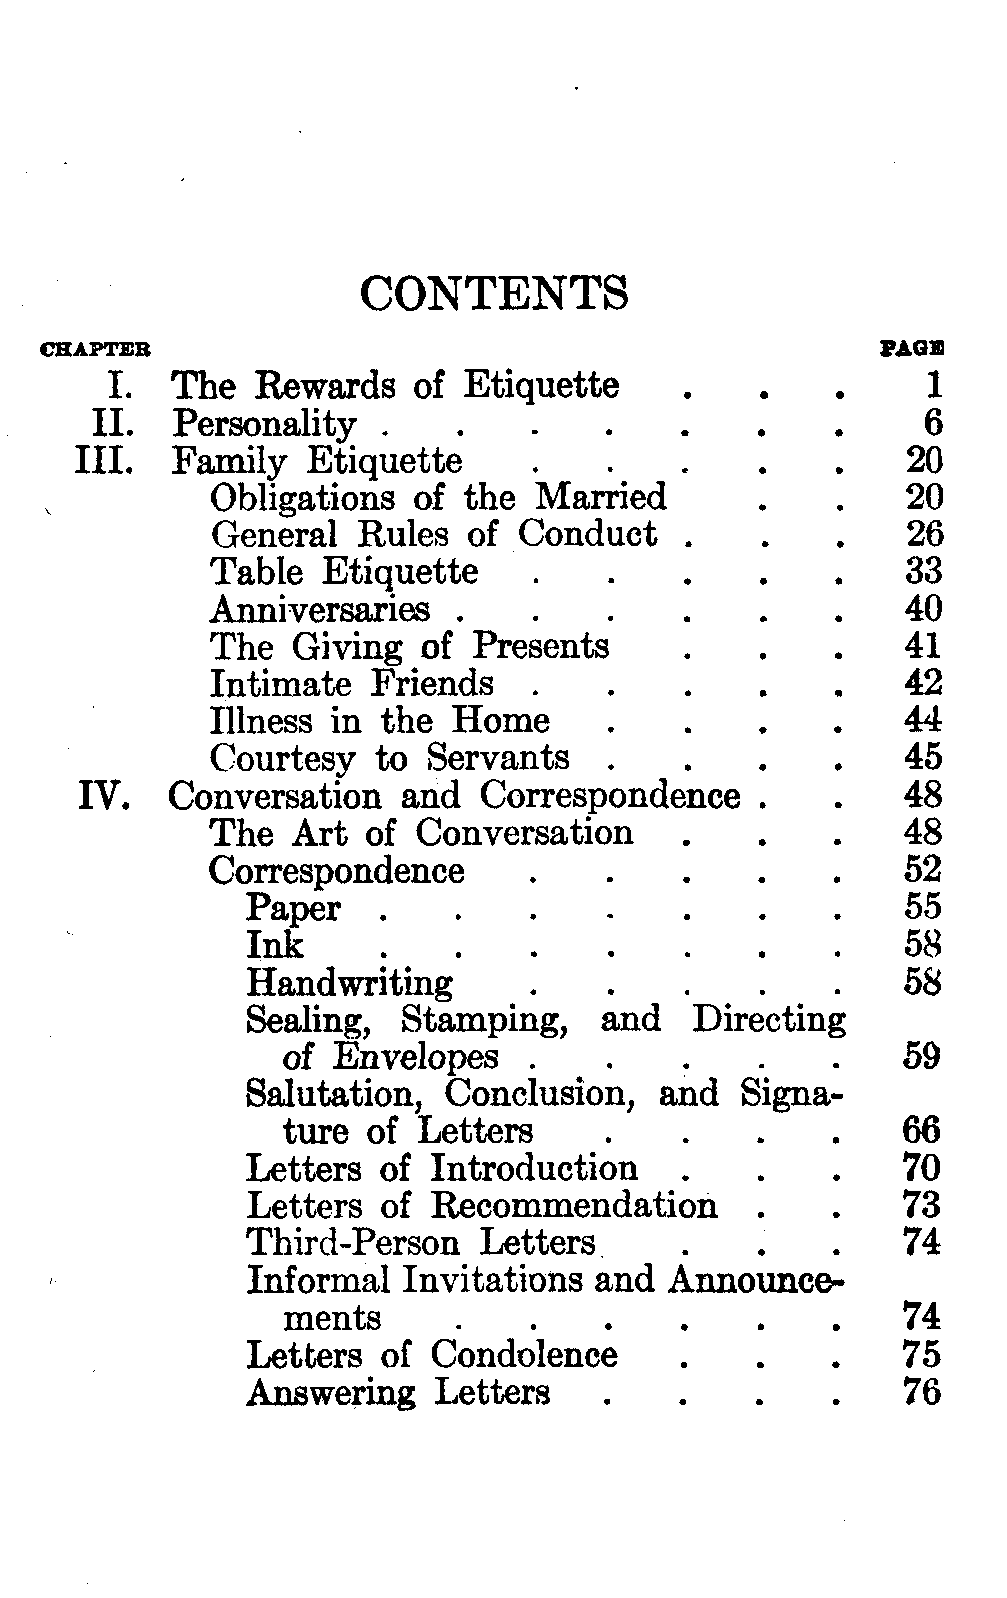 CONTENTS
CHAPTER PAGE
I. The Rewards of Etiquette . . . 1
II. Personality . . . . . . . 6
III. Family Etiquette . . . . . 20
Obligations of the Married . . 20
General Rules of Conduct . . . 26
Table Etiquette . . . . . 33
Anniversaries . . . . . . 40
The Giving of Presents . . . 41
Intimate Friends . . . . . 42
Illness in the Home . . . . 44
Courtesy to Servants . . . . 45
IV. Conversation and Correspondence . . 48
The Art of Conversation . . . 48
Correspondence . . . . . 52
Paper . . . . . . . 55
Ink . . . . . . . 58
Handwriting . . . . . 58
Sealing, Stamping, and Directing
of Envelopes . . . . . 59
Salutation, Conclusion, and Signa-
ture of Letters . . . . 66
Letters of Introduction . . . 70
Letters of Recommendation . . 73
Third-Person Letters . . . 74
Informal Invitations and Announce-
ments . . . . . . 74
Letters of Condolence . . . 75
Answering Letters . . . . 76